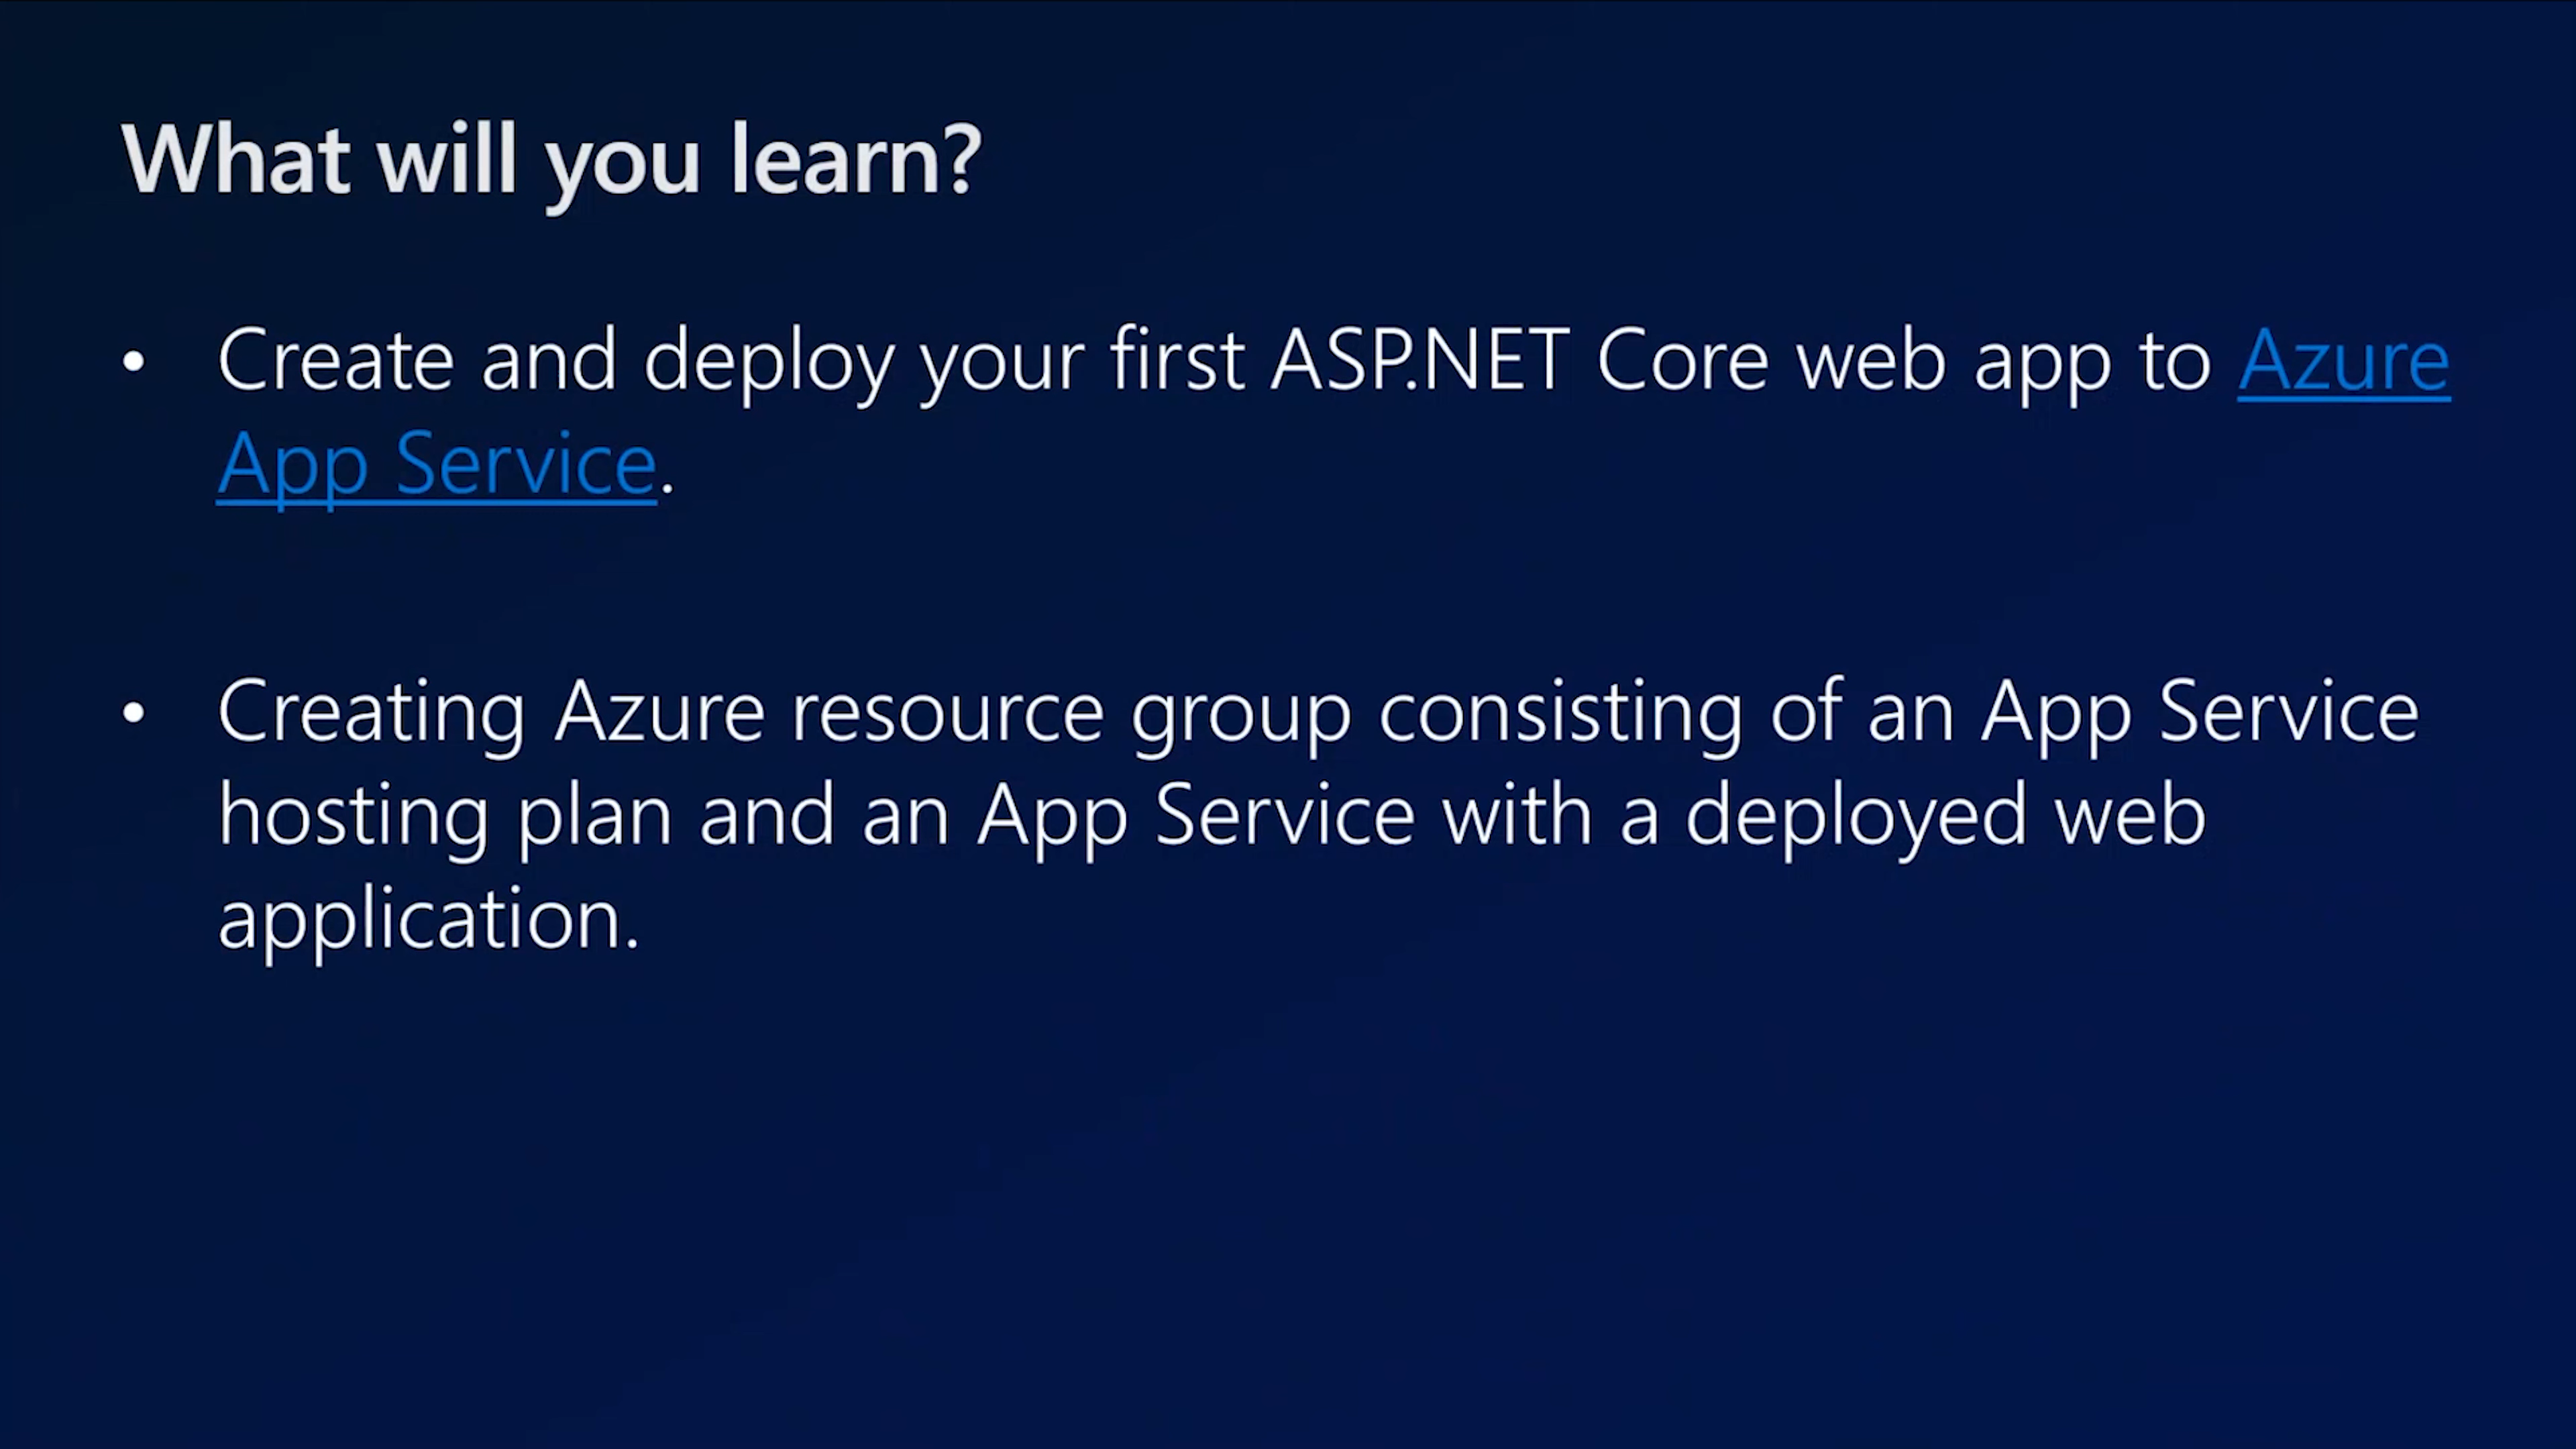 What will you learn?
• Create and deploy your first ASP.NET Core web app to Azure
App Service.
• Creating Azure resource group consisting of an App Service
hosting plan and an App Service with a deployed web
application.